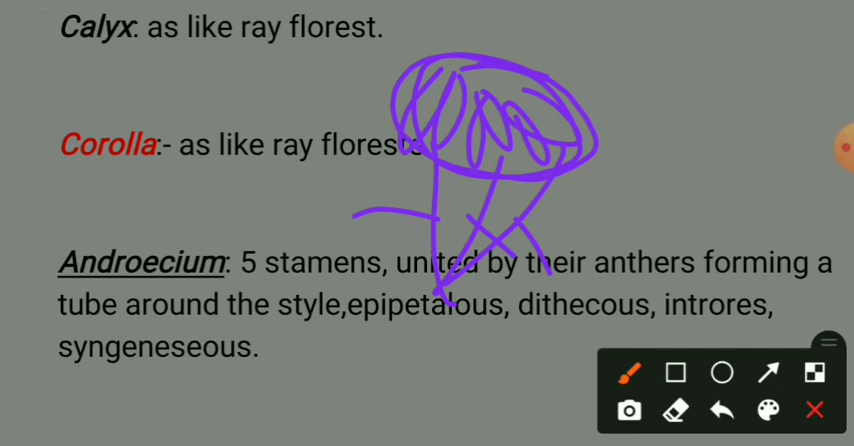 Calyx: as like ray florest.
Corolla:- as like ray florests
Androecium: 5 stamens, united by their anthers forming a
tube around the style,epipetalous, dithecous, introres,
syngeneseous.